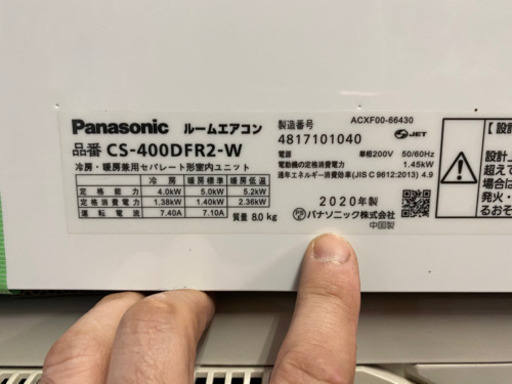 Panasonic ルームエアコン
品番 CS-400DFR2-W
冷房・暖房兼用セパレート形室内ユニット
冷房 暖房標準 暖房低温
定格能力 4.0kW 5.0kW 5.2kW
定格消費電力 1.38kW 1.40kW 2.36kW
運転電流 7.40A 7.10A
質量 8.0 kg
ACXF00-66430
製造番号
4817101040
JET
電源 単相200V 50/60Hz
電動機の定格消費電力 1.45kW
通年エネルギー消費効率(JIS C 9612:2013) 4.9
2020年製
パナソニック株式会社
中国製
【設計
設計上
超えて
場合は
発火・
るおそ